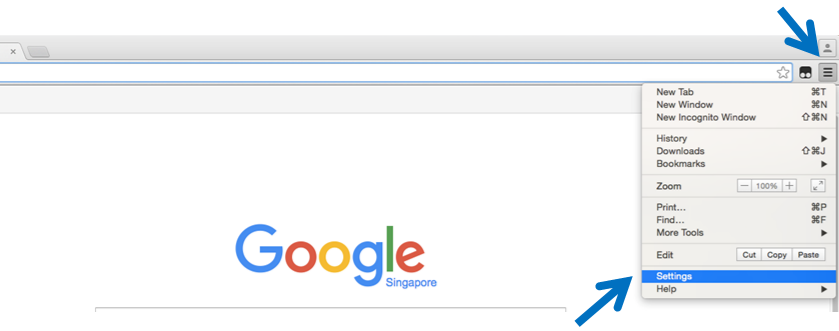 New Tab ⌘T
New Window ⌘N
New Incognito Window ⇧⌘N
History
Downloads ⇧⌘J
Bookmarks
Zoom − 100% +
Print... ⌘P
Find... ⌘F
More Tools
Edit Cut Copy Paste
Settings
Help
Google
Singapore